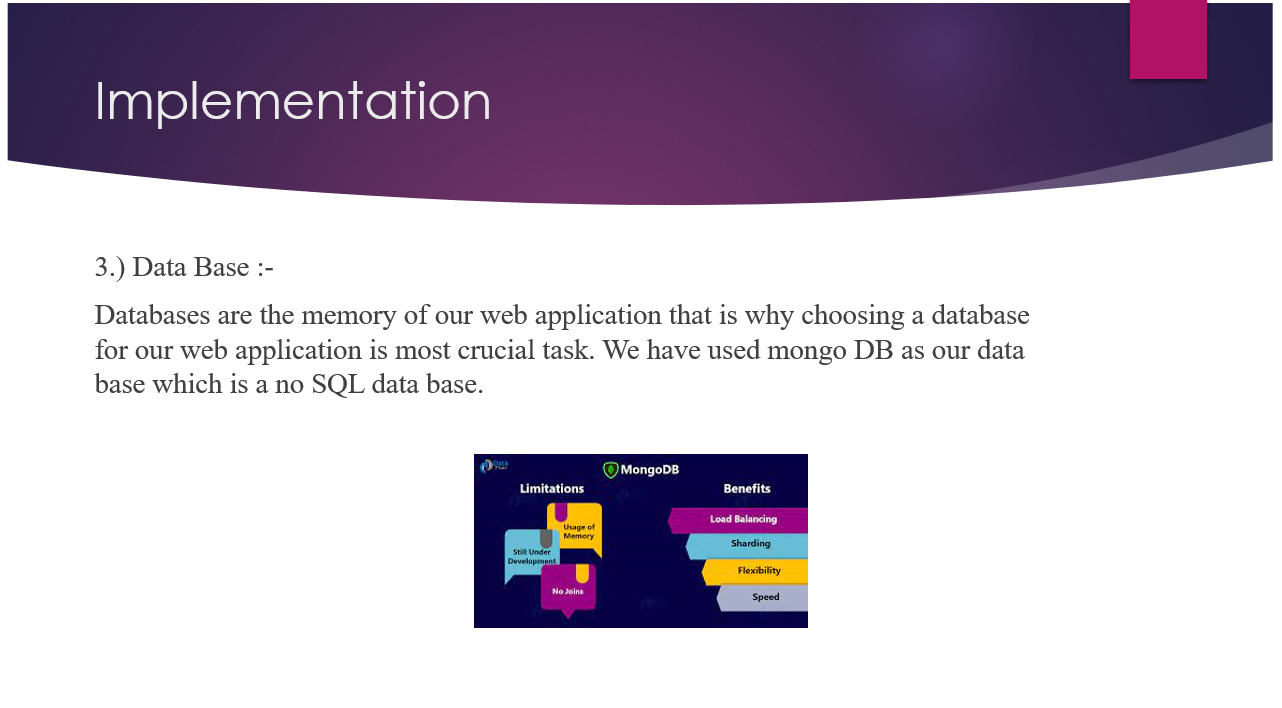 Implementation
3.) Data Base :-
Databases are the memory of our web application that is why choosing a database
for our web application is most crucial task. We have used mongo DB as our data
base which is a no SQL data base.
Data
Flair
MongoDB
Limitations
Usage of
Memory
Still Under
Development
No Joins
Benefits
Load Balancing
Sharding
Flexibility
Speed